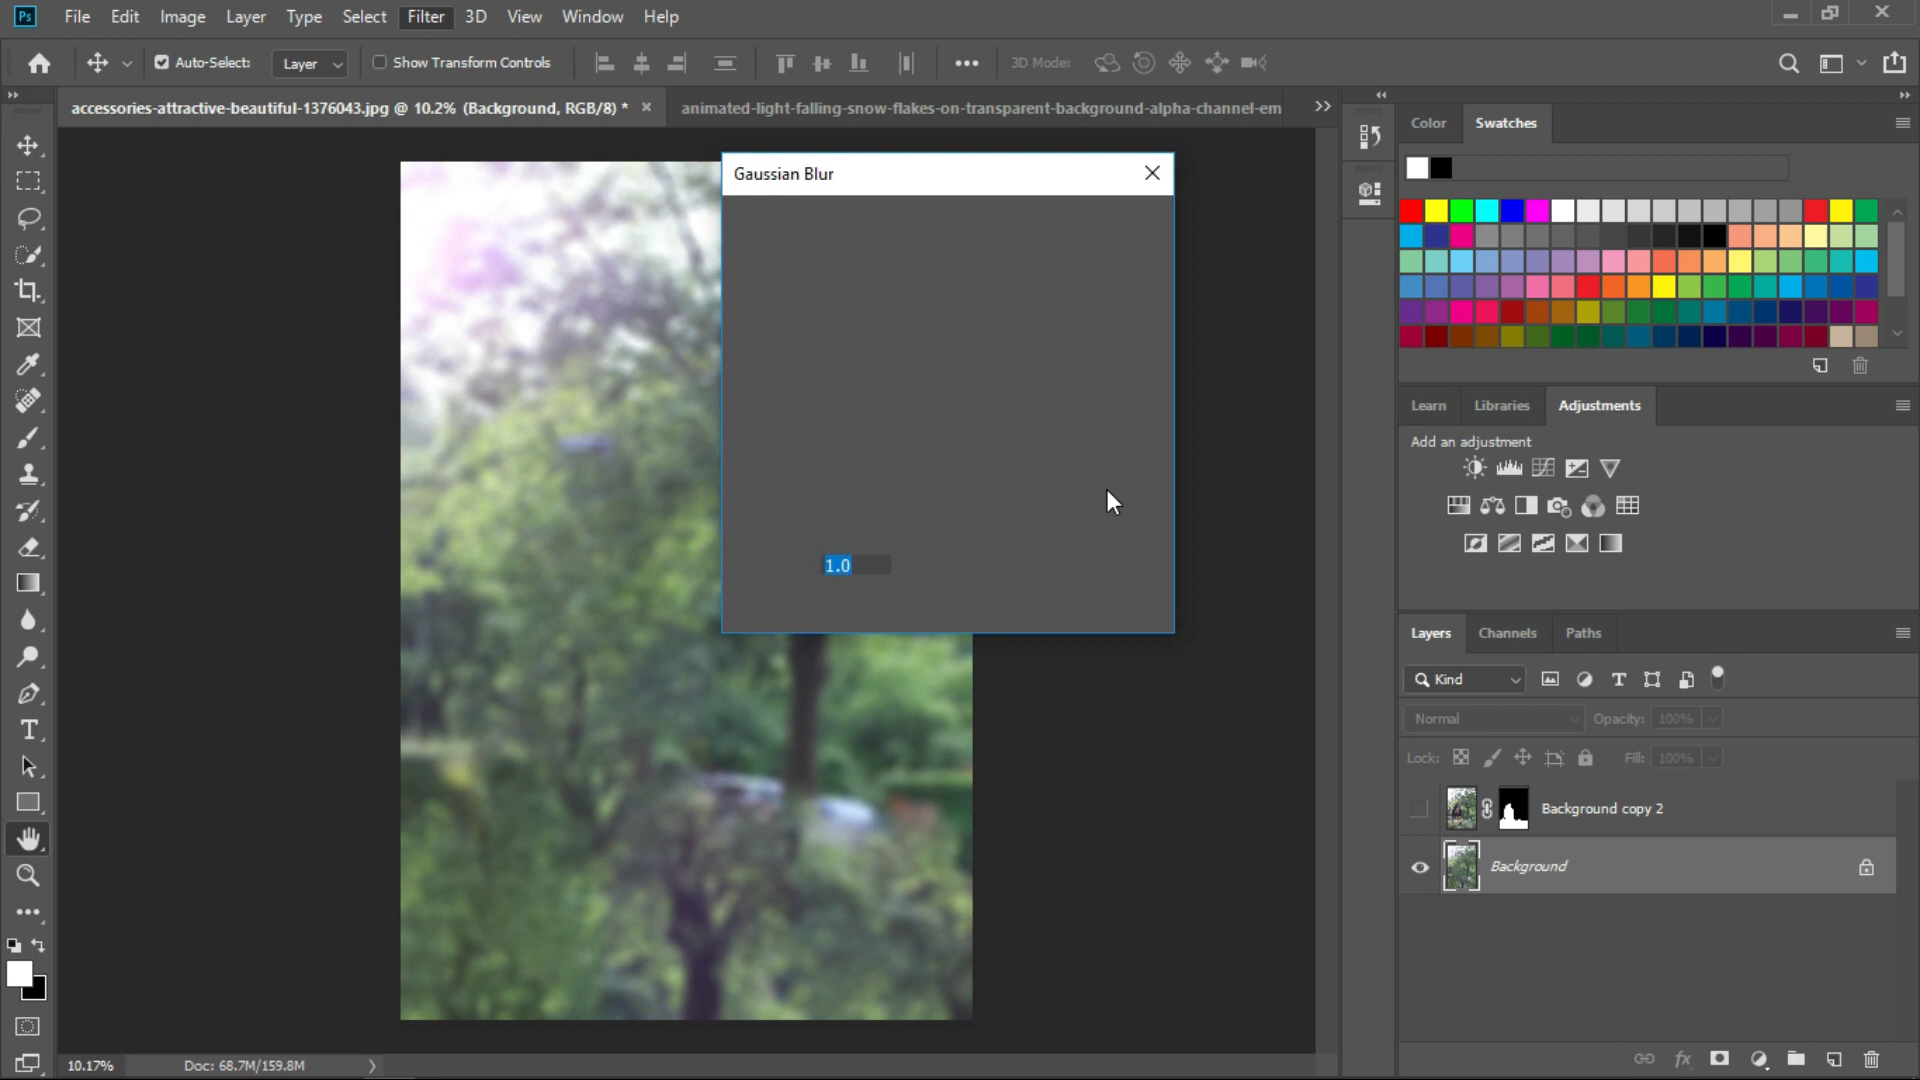 Ps File Edit Image Layer Type Select Filter 3D View Window Help
Auto-Select: Layer Show Transform Controls 3D Mode:
accessories-attractive-beautiful-1376043.jpg @ 10.2% (Background, RGB/8) * animated-light-falling-snow-flakes-on-transparent-background-alpha-channel-em
Color Swatches
Gaussian Blur
1.0
Learn Libraries Adjustments
Add an adjustment
Layers Channels Paths
Kind
Normal Opacity: 100%
Lock: Fill: 100%
Background copy 2
Background
10.17% Doc: 68.7M/159.8M